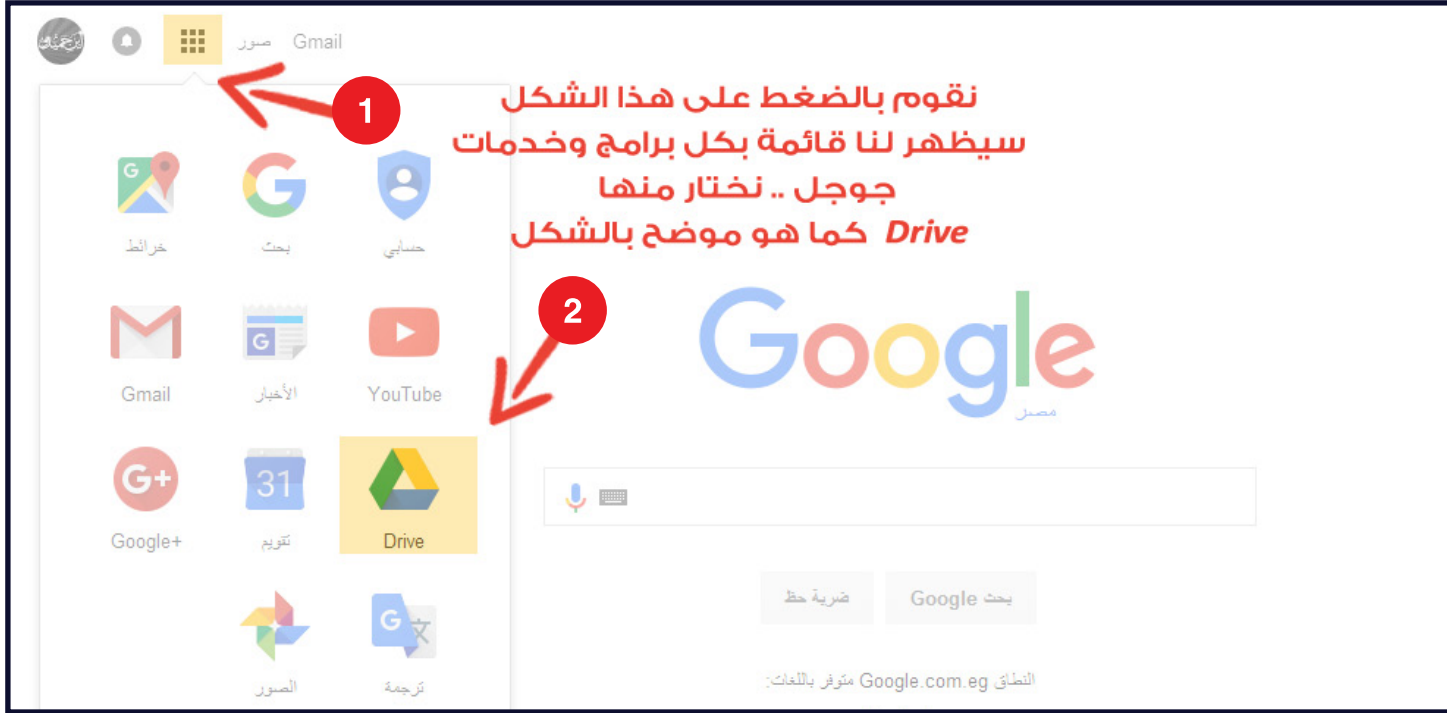 Gmail صور
1
نقوم بالضغط على هذا الشكل
سيظهر لنا قائمة بكل برامج وخدمات
جوجل .. نختار منها
Drive كما هو موضح بالشكل
حسابي بحث خرائط
2
YouTube الأخبار Gmail
Drive تقويم Google+
ترجمة الصور
Google
مصر
بحث Google ضربة حظ
النطاق Google.com.eg متوفر باللغات: